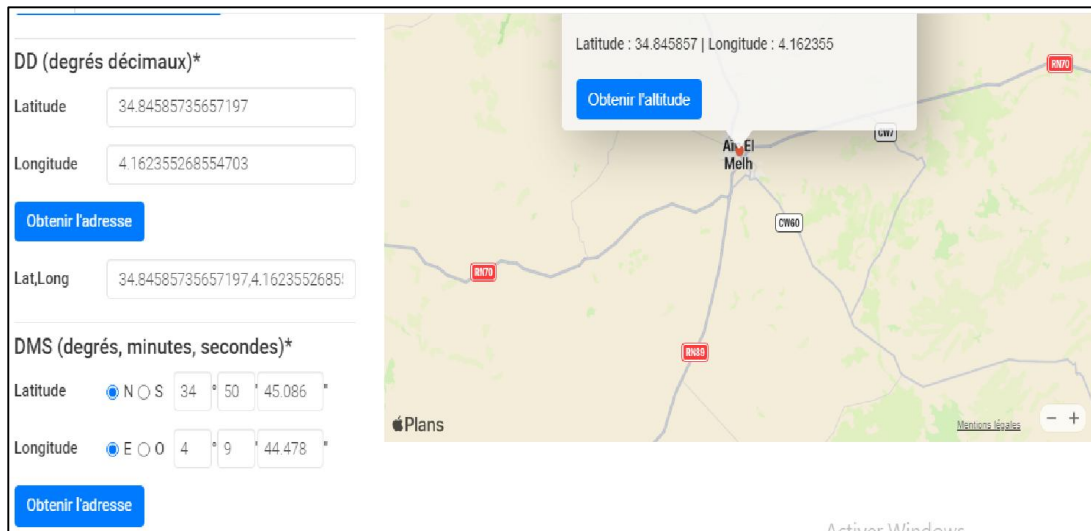 DD (degrés décimaux)*
Latitude 34.84585735657197
Longitude 4.162355268554703
Obtenir l'adresse
Lat,Long 34.84585735657197,4.1623552685
DMS (degrés, minutes, secondes)*
Latitude N S 34 ° 50 ' 45.086 "
Longitude E O 4 ° 9 ' 44.478 "
Obtenir l'adresse
Latitude : 34.845857 | Longitude : 4.162355
Obtenir l'altitude
RN70
CW7
Melh
CW60
RN70
RN89
Plans
Mentions légales
− +
Activer Windows